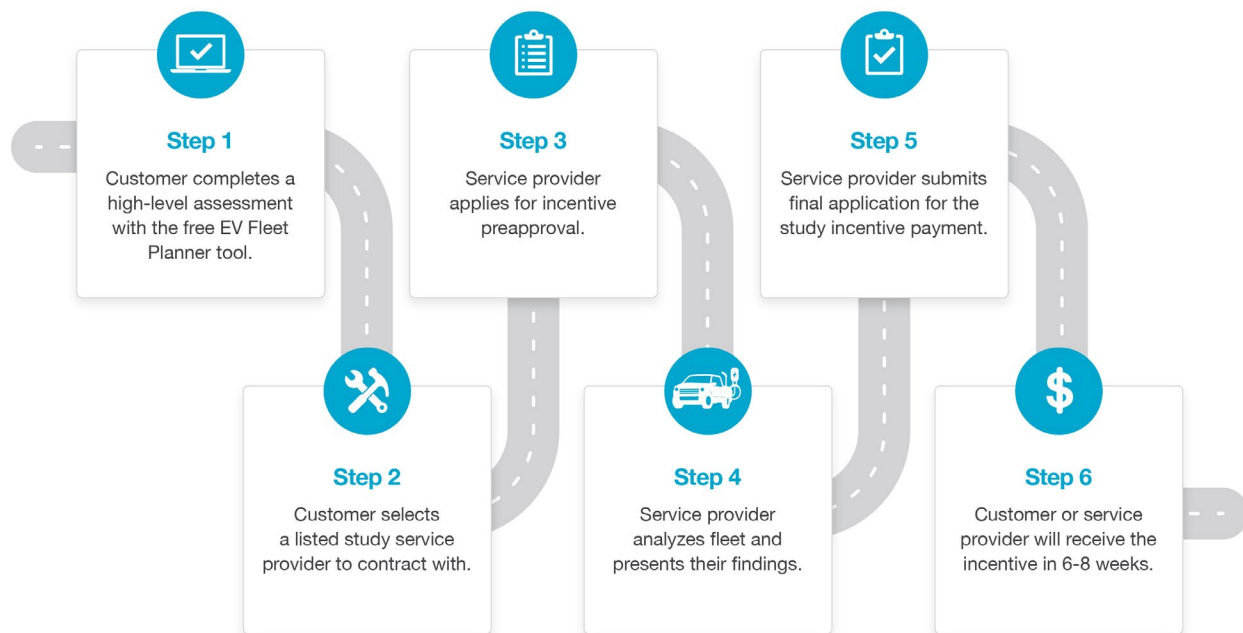 Step 1
Customer completes a
high-level assessment
with the free EV Fleet
Planner tool.
Step 2
Customer selects
a listed study service
provider to contract with.
Step 3
Service provider
applies for incentive
preapproval.
Step 4
Service provider
analyzes fleet and
presents their findings.
Step 5
Service provider submits
final application for the
study incentive payment.
$
Step 6
Customer or service
provider will receive the
incentive in 6-8 weeks.